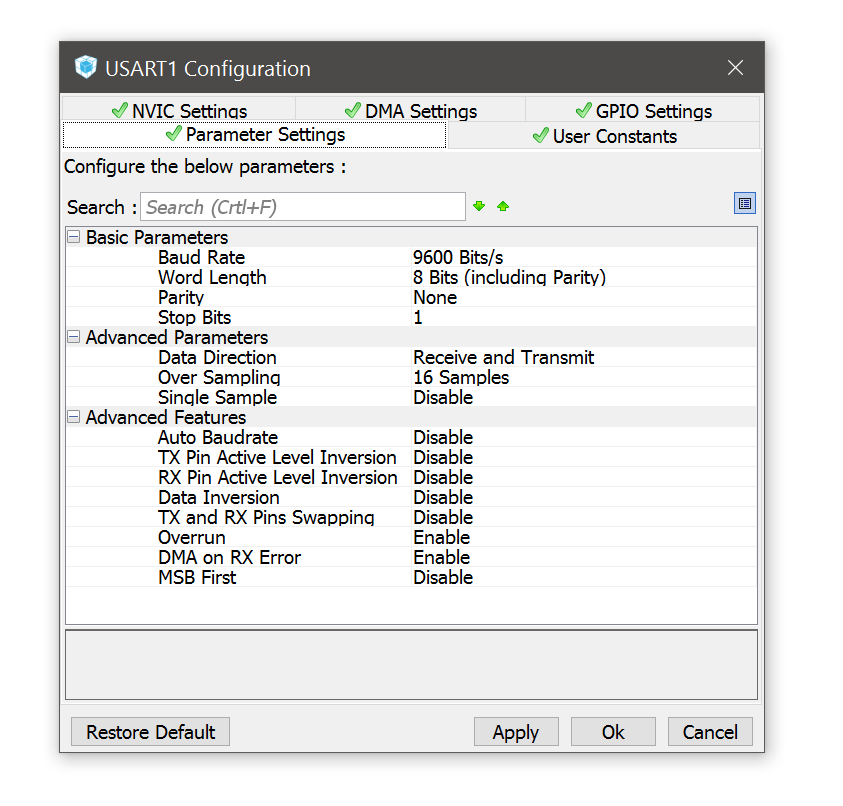 USART1 Configuration
NVIC Settings DMA Settings GPIO Settings
Parameter Settings User Constants
Configure the below parameters :
Search : Search (Crtl+F)
Basic Parameters
Baud Rate 9600 Bits/s
Word Length 8 Bits (including Parity)
Parity None
Stop Bits 1
Advanced Parameters
Data Direction Receive and Transmit
Over Sampling 16 Samples
Single Sample Disable
Advanced Features
Auto Baudrate Disable
TX Pin Active Level Inversion Disable
RX Pin Active Level Inversion Disable
Data Inversion Disable
TX and RX Pins Swapping Disable
Overrun Enable
DMA on RX Error Enable
MSB First Disable
Restore Default Apply Ok Cancel